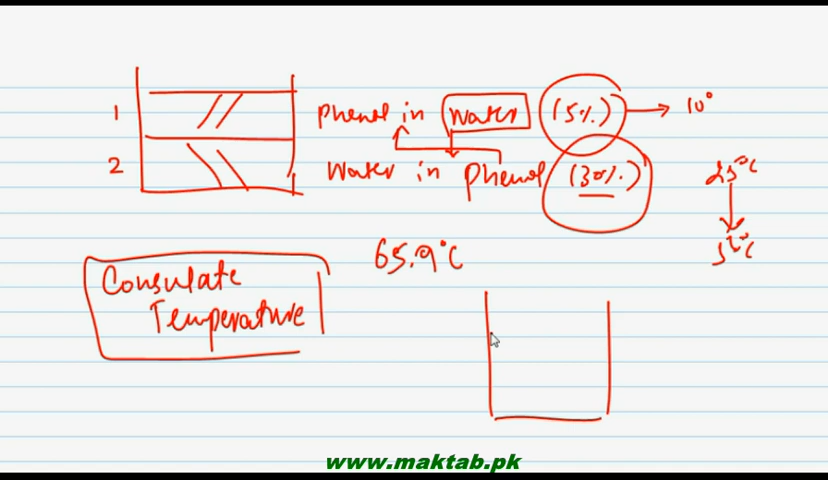 1 Phenol in Water (5%) → 10°
2 Water in Phenol (30%) 25°C
65.9°C
Consulate
Temperature
www.maktab.pk